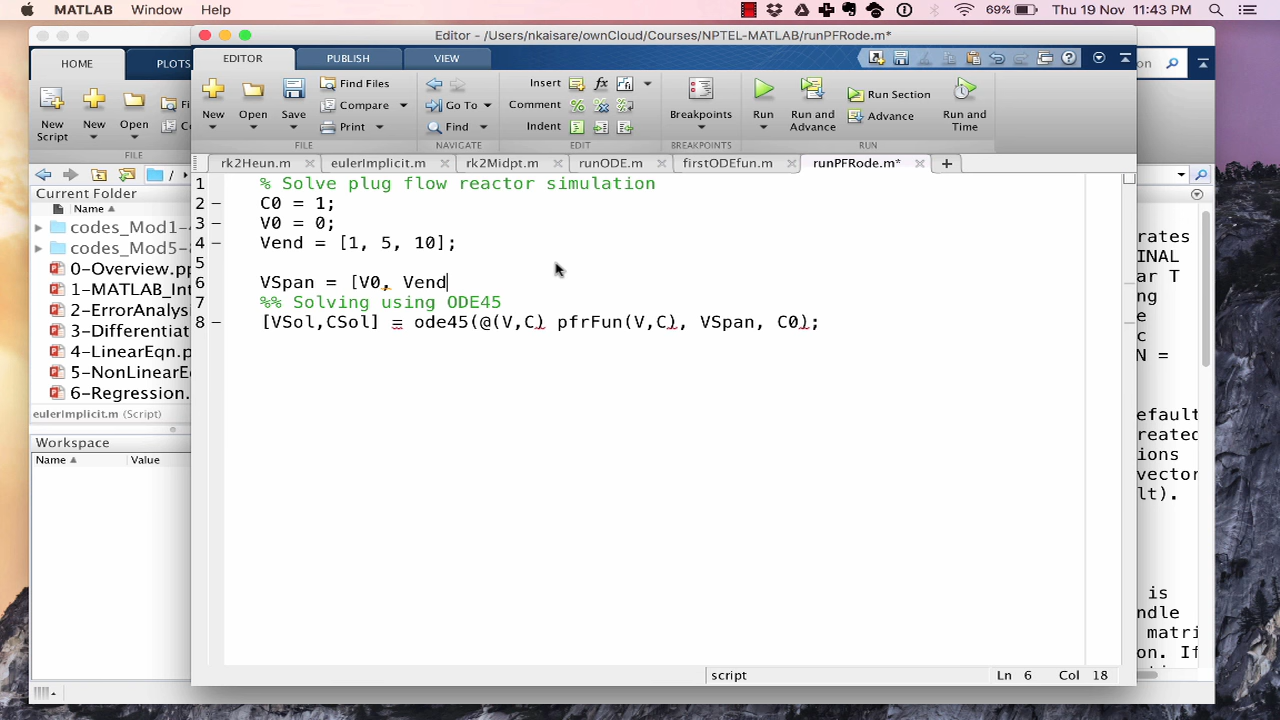 MATLAB Window Help
69% Thu 19 Nov 11:43 PM
Editor - /Users/nkaisare/ownCloud/Courses/NPTEL-MATLAB/runPFRode.m*
HOME PLOTS
EDITOR PUBLISH VIEW
New Script New Open
New Open Save
Find Files
Compare
Print
Go To
Find
Insert
Comment
Indent
Breakpoints
Run
Run and Advance
Run Section
Advance
Run and Time
FILE
FILE NAVIGATE EDIT BREAKPOINTS RUN
rk2Heun.m eulerImplicit.m rk2Midpt.m runODE.m firstODEfun.m runPFRode.m*
Current Folder
Name
codes_Mod1-4
codes_Mod5-8
0-Overview.pp
1-MATLAB_Int
2-ErrorAnalys
3-Differentiat
4-LinearEqn.p
5-NonLinearEc
6-Regression.
eulerImplicit.m (Script)
Workspace
Name Value
1 % Solve plug flow reactor simulation
2 C0 = 1;
3 V0 = 0;
4 Vend = [1, 5, 10];
5
6 VSpan = [V0, Vend
7 %% Solving using ODE45
8 [VSol,CSol] = ode45(@(V,C) pfrFun(V,C), VSpan, C0);
script Ln 6 Col 18